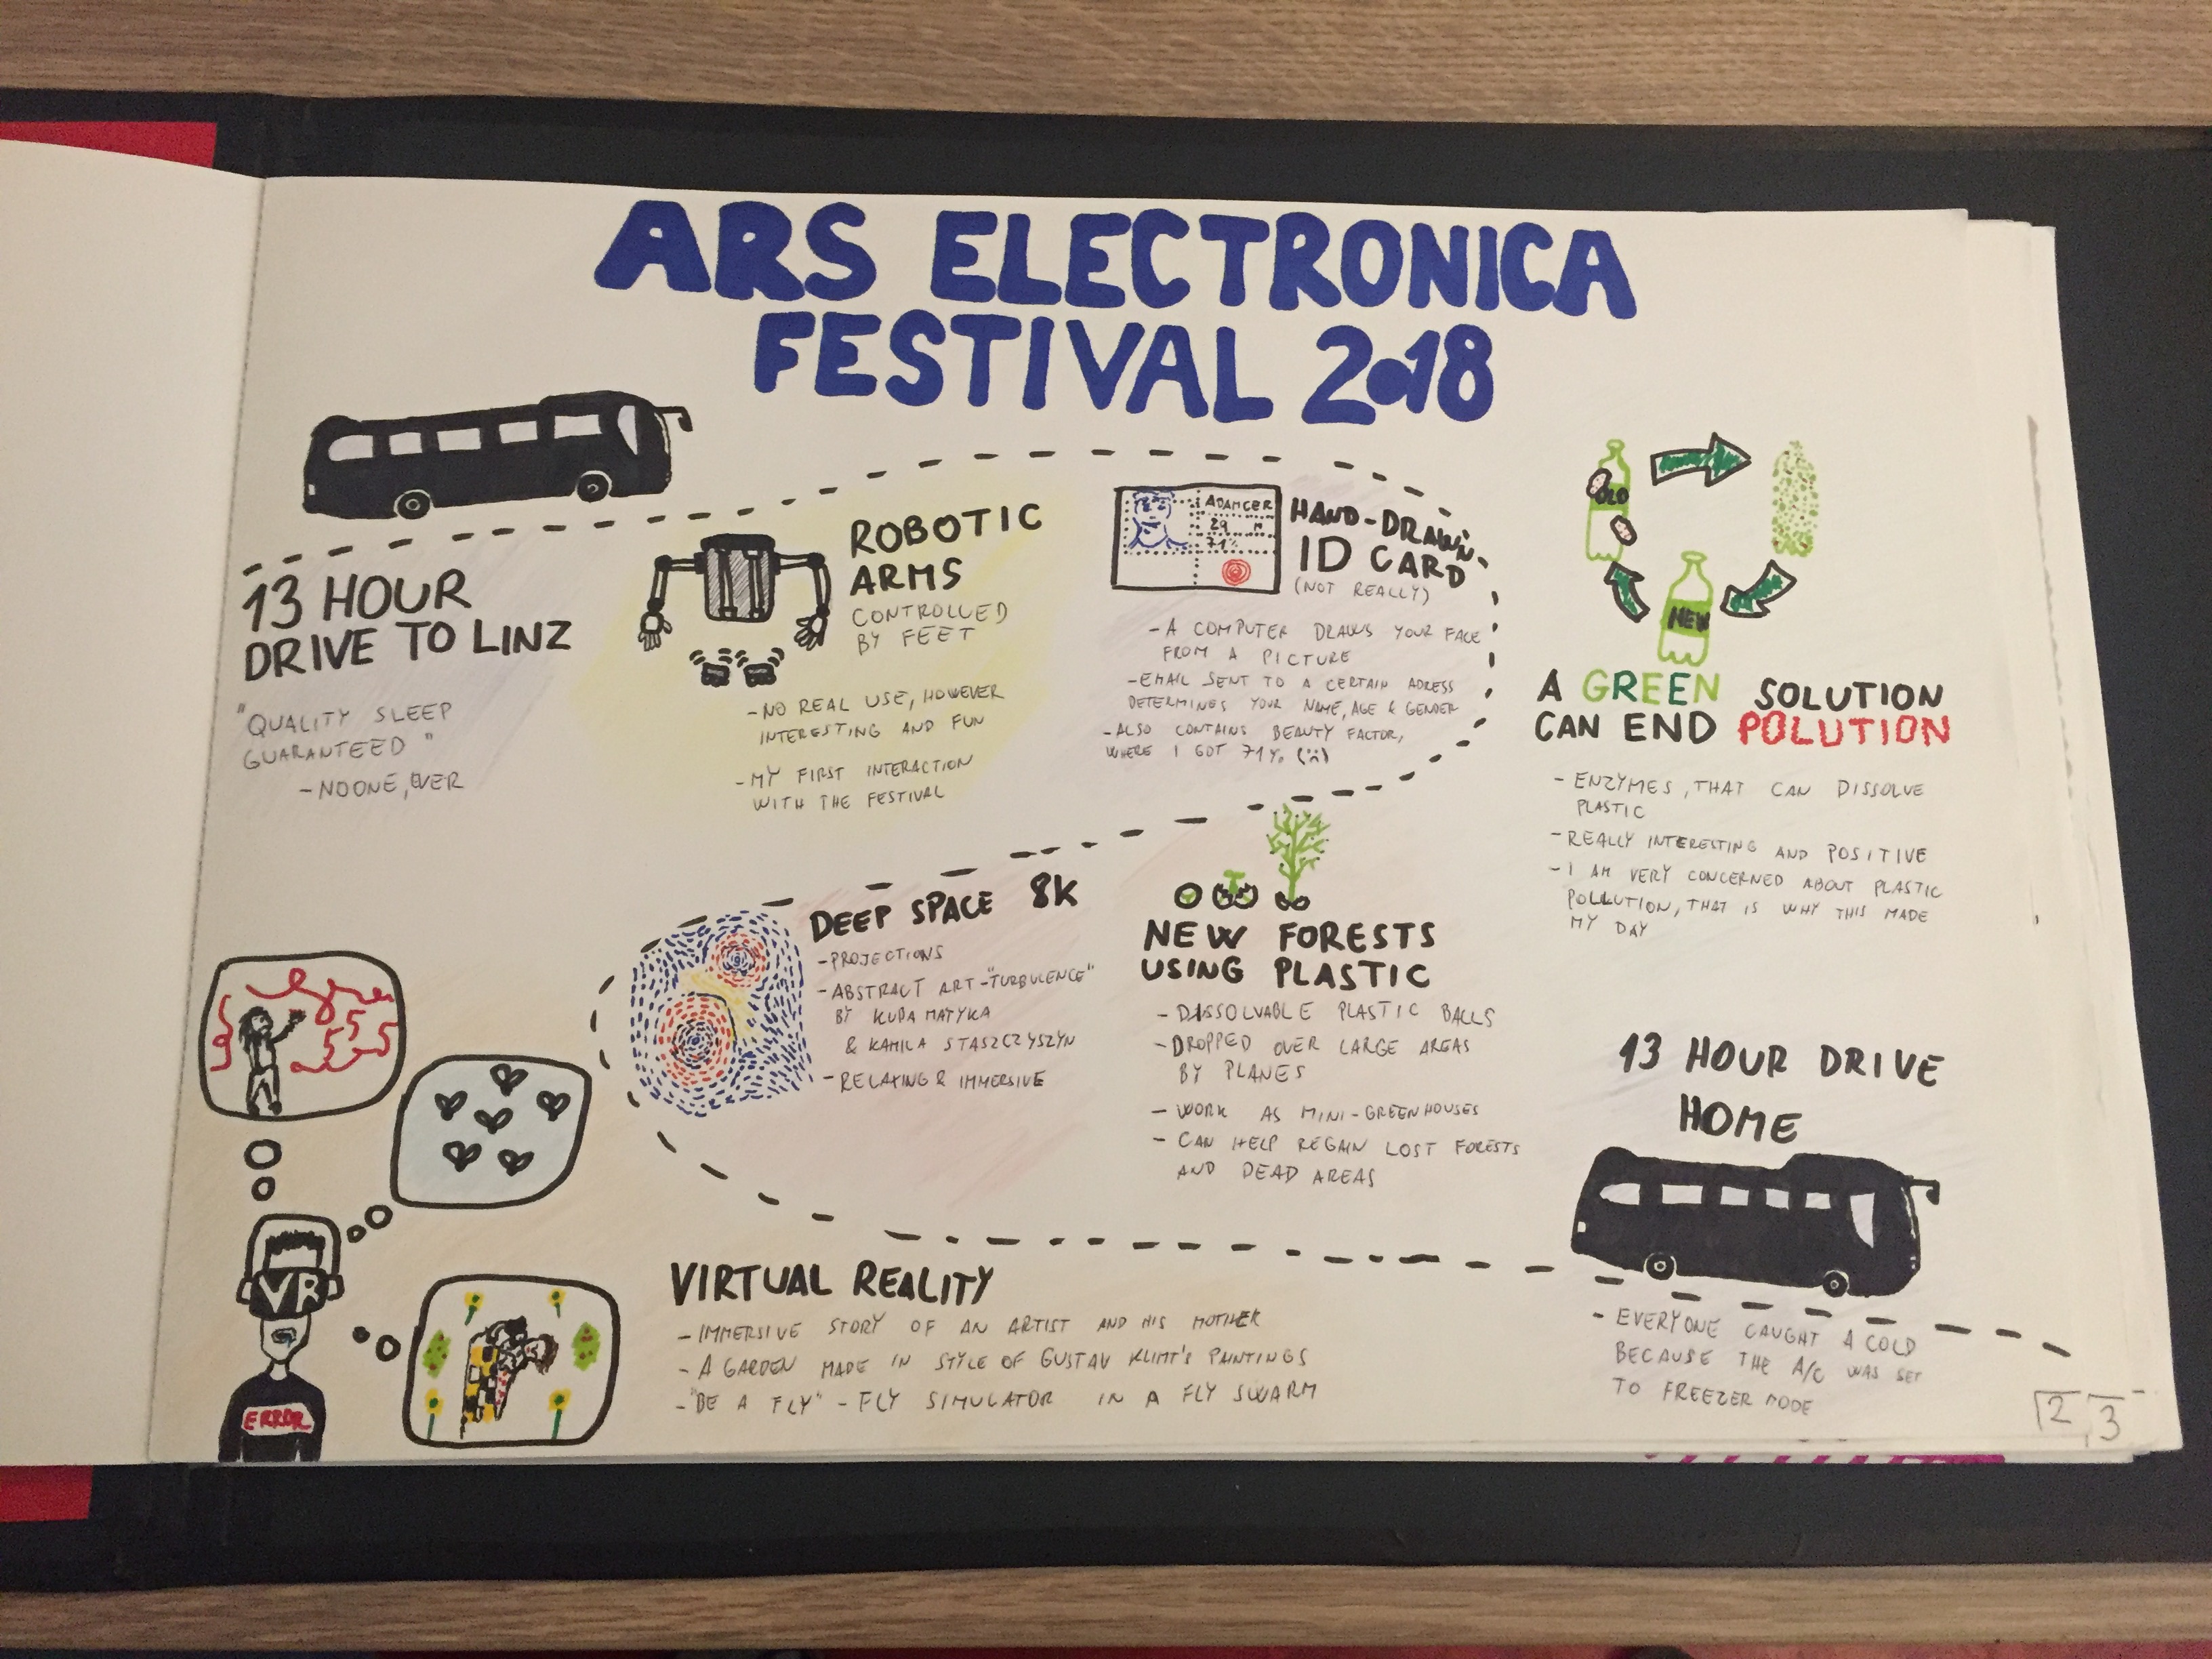 ARS ELECTRONICA
FESTIVAL 2018
13 HOUR
DRIVE TO LINZ
"QUALITY SLEEP
GUARANTEED"
- NO ONE, EVER
ROBOTIC
ARMS
CONTROLLED
BY FEET
- NO REAL USE, HOWEVER
INTERESTING AND FUN
- MY FIRST INTERACTION
WITH THE FESTIVAL
ADAMCER
29 M
71%
HAND-DRAWN
ID CARD
(NOT REALLY)
- A COMPUTER DRAWS YOUR FACE
FROM A PICTURE
- EMAIL SENT TO A CERTAIN ADRESS
DETERMINES YOUR NAME, AGE & GENDER
- ALSO CONTAINS BEAUTY FACTOR,
WHERE I GOT 71%
OLD
NEW
A GREEN SOLUTION
CAN END POLUTION
- ENZYMES, THAT CAN DISSOLVE
PLASTIC
- REALLY INTERESTING AND POSITIVE
- I AM VERY CONCERNED ABOUT PLASTIC
POLLUTION, THAT IS WHY THIS MADE
MY DAY
DEEP SPACE 8K
- PROJECTIONS
- ABSTRACT ART - "TURBULENCE"
BY KUBA MATYKA
& KAMILA STASZCZYSZYN
- RELAXING & IMMERSIVE
NEW FORESTS
USING PLASTIC
- DISSOLVABLE PLASTIC BALLS
- DROPPED OVER LARGE AREAS
BY PLANES
- WORK AS MINI-GREENHOUSES
- CAN HELP REGAIN LOST FORESTS
AND DEAD AREAS
VR
ERROR
VIRTUAL REALITY
- IMMERSIVE STORY OF AN ARTIST AND HIS MOTHER
- A GARDEN MADE IN STYLE OF GUSTAV KLIMT'S PAINTINGS
- "BE A FLY" - FLY SIMULATOR IN A FLY SWARM
13 HOUR DRIVE
HOME
- EVERYONE CAUGHT A COLD
BECAUSE THE A/C WAS SET
TO FREEZER MODE
2 3